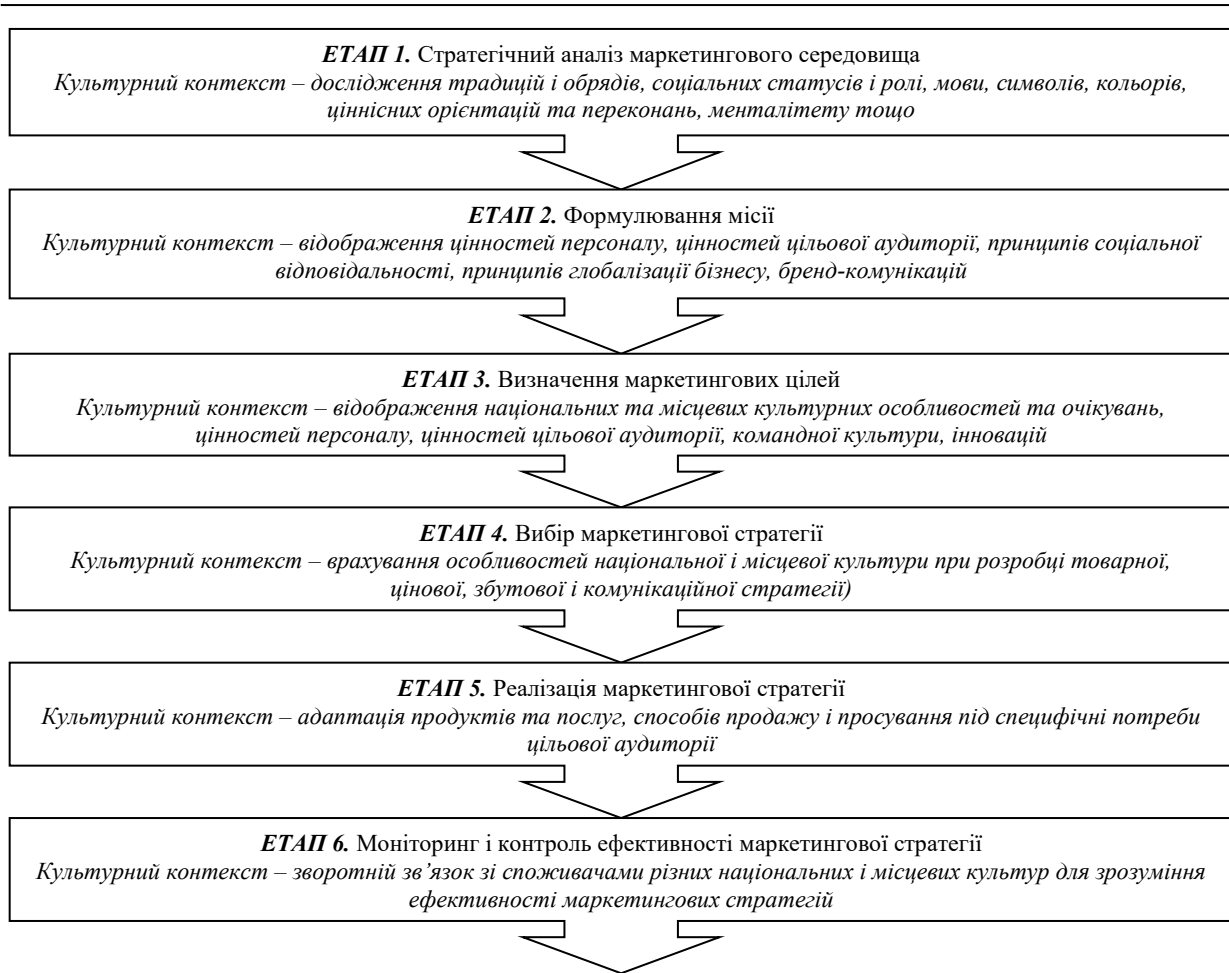 ЕТАП 1. Стратегічний аналіз маркетингового середовища
Культурний контекст – дослідження традицій і обрядів, соціальних статусів і ролі, мови, символів, кольорів,
ціннісних орієнтацій та переконань, менталітету тощо
ЕТАП 2. Формулювання місії
Культурний контекст – відображення цінностей персоналу, цінностей цільової аудиторії, принципів соціальної
відповідальності, принципів глобалізації бізнесу, бренд-комунікацій
ЕТАП 3. Визначення маркетингових цілей
Культурний контекст – відображення національних та місцевих культурних особливостей та очікувань,
цінностей персоналу, цінностей цільової аудиторії, командної культури, інновацій
ЕТАП 4. Вибір маркетингової стратегії
Культурний контекст – врахування особливостей національної і місцевої культури при розробці товарної,
цінової, збутової і комунікаційної стратегії)
ЕТАП 5. Реалізація маркетингової стратегії
Культурний контекст – адаптація продуктів та послуг, способів продажу і просування під специфічні потреби
цільової аудиторії
ЕТАП 6. Моніторинг і контроль ефективності маркетингової стратегії
Культурний контекст – зворотній зв’язок зі споживачами різних національних і місцевих культур для зрозуміння
ефективності маркетингових стратегій